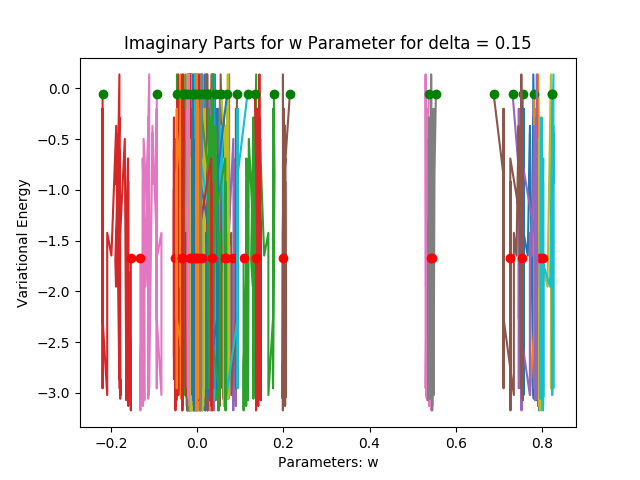 Imaginary Parts for w Parameter for delta = 0.15
Variational Energy
0.0
−0.5
−1.0
−1.5
−2.0
−2.5
−3.0
−0.2 0.0 0.2 0.4 0.6 0.8
Parameters: w